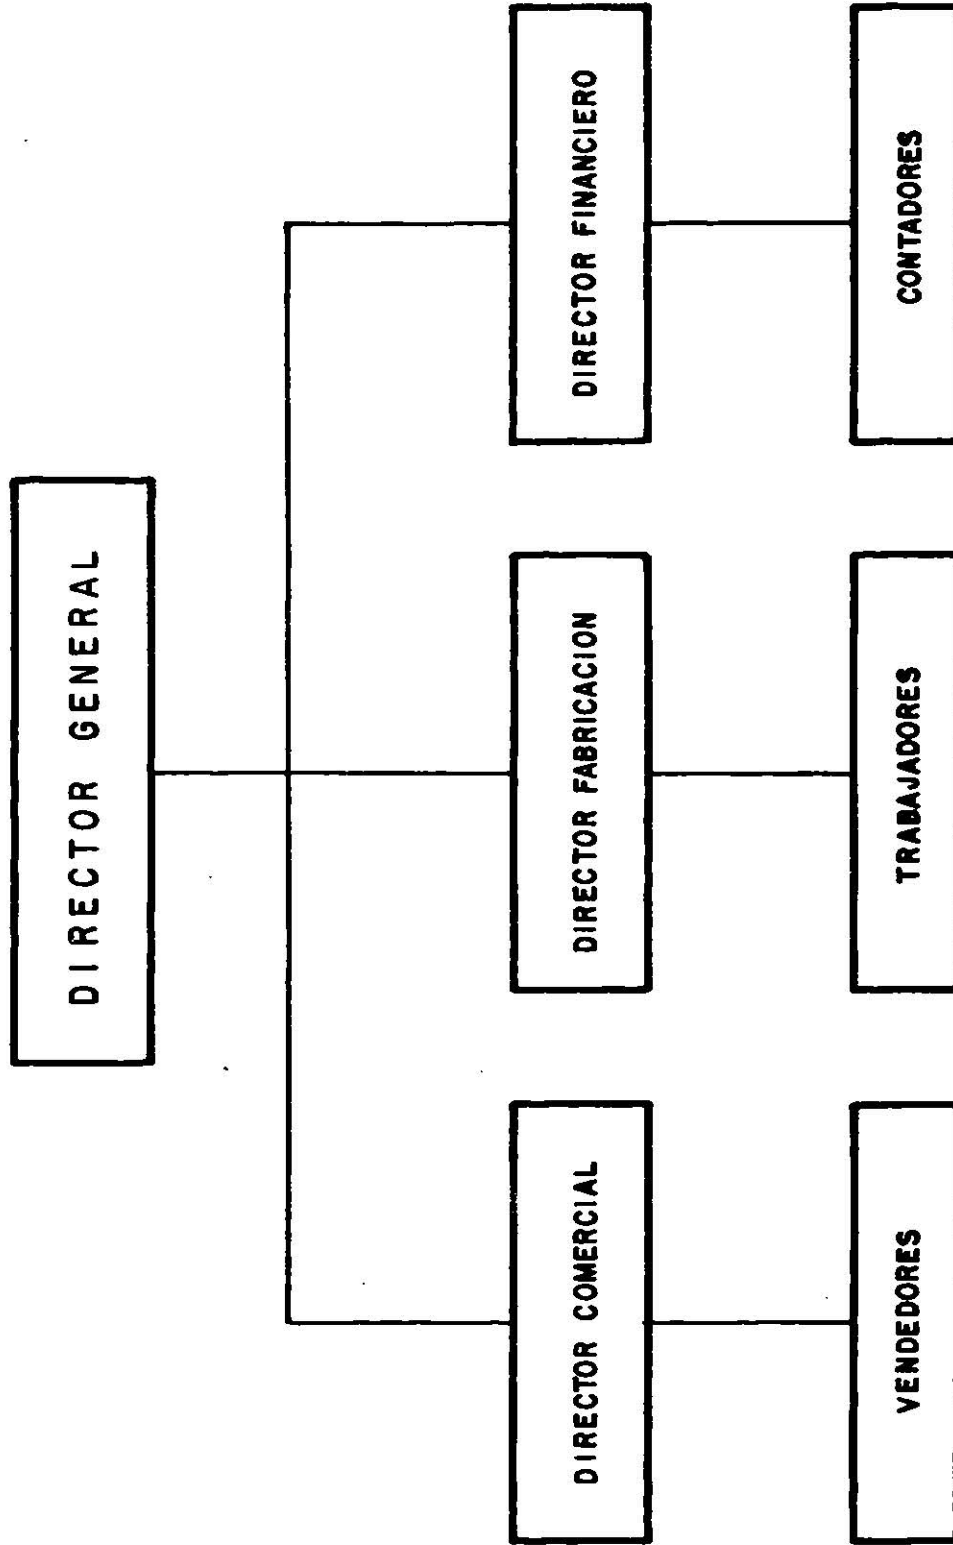 DIRECTOR GENERAL
DIRECTOR COMERCIAL
DIRECTOR FABRICACION
DIRECTOR FINANCIERO
VENDEDORES
TRABAJADORES
CONTADORES